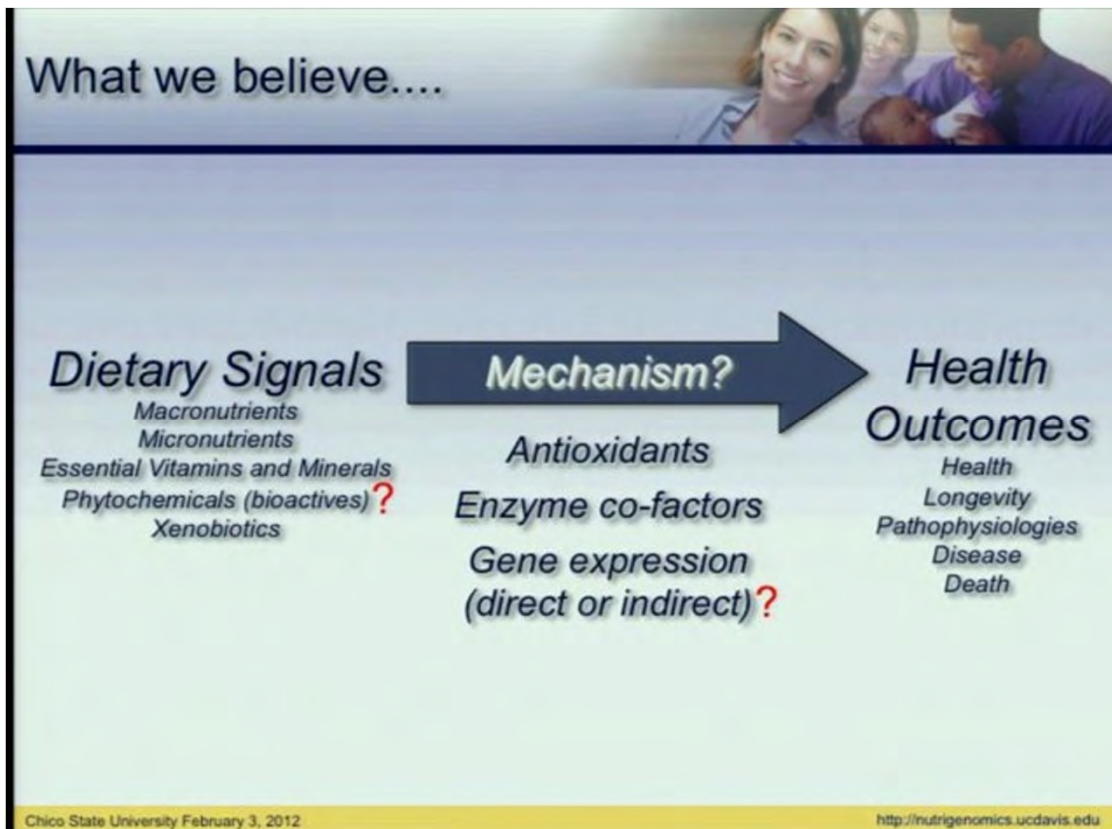 What we believe....
Dietary Signals
Macronutrients
Micronutrients
Essential Vitamins and Minerals
Phytochemicals (bioactives)?
Xenobiotics
Mechanism?
Antioxidants
Enzyme co-factors
Gene expression
(direct or indirect)?
Health
Outcomes
Health
Longevity
Pathophysiologies
Disease
Death
Chico State University February 3, 2012
http://nutrigenomics.ucdavis.edu